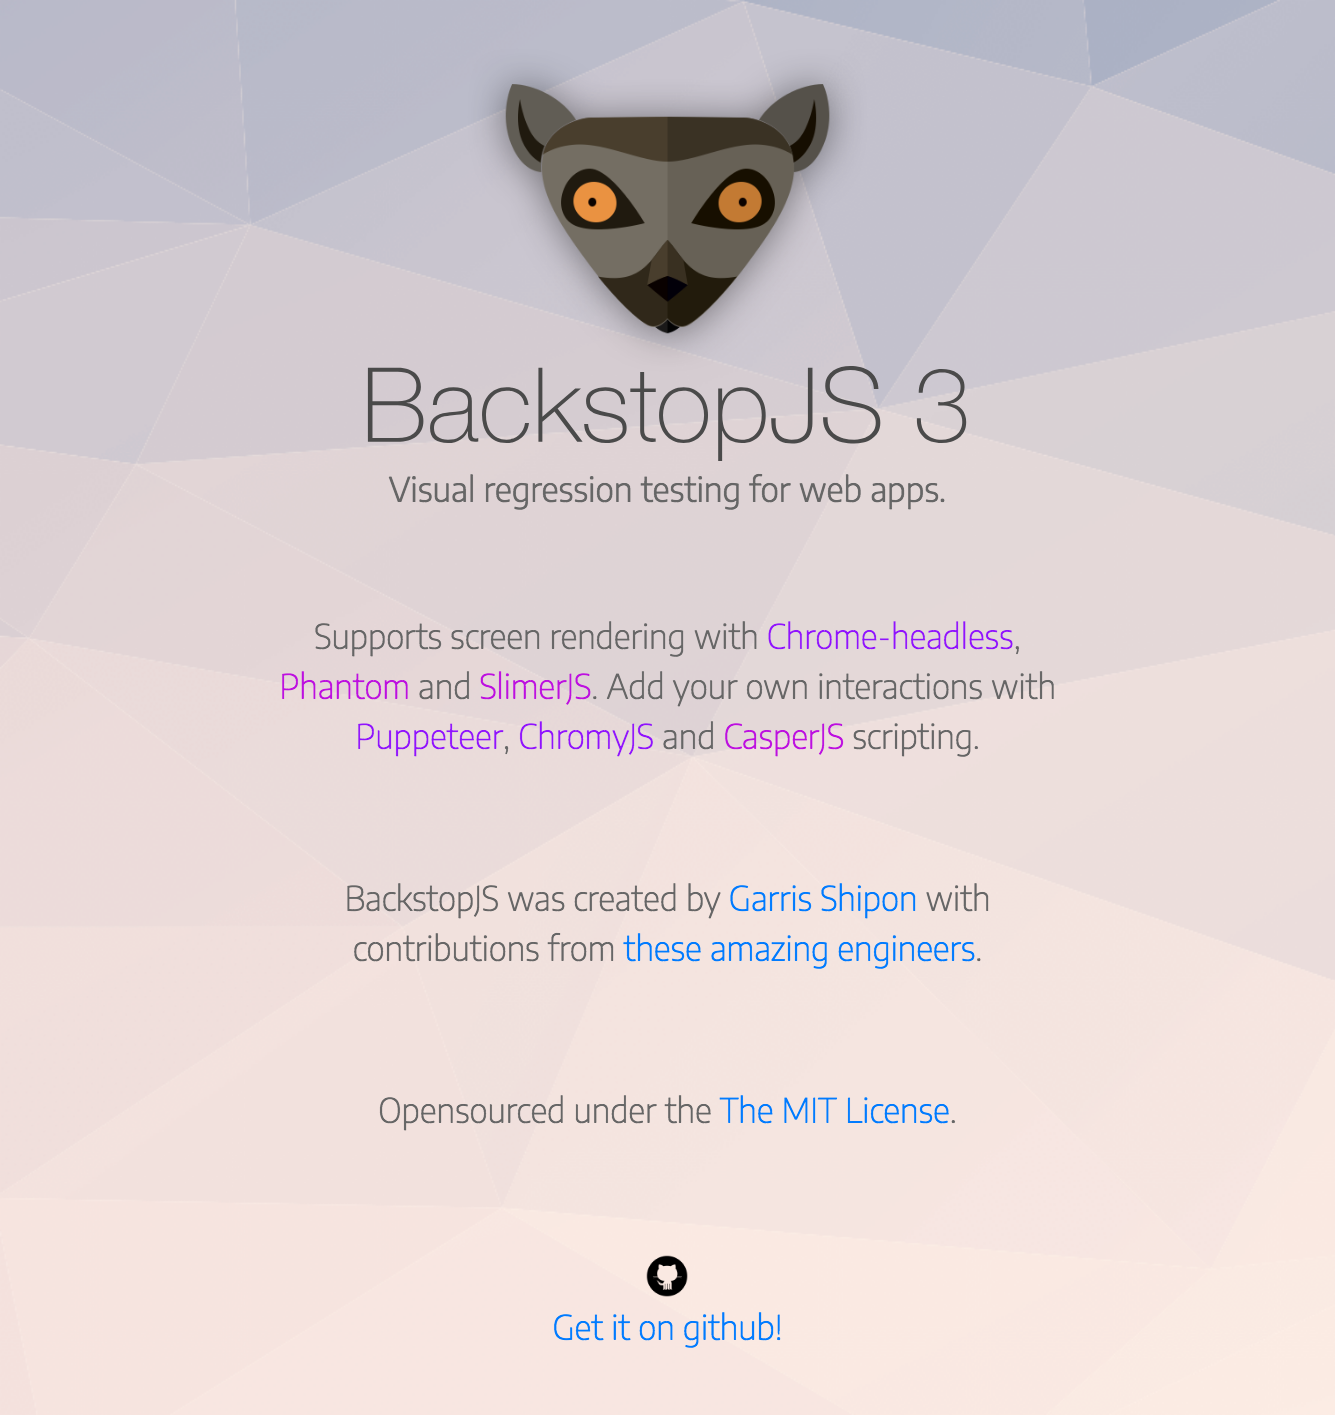 BackstopJS 3
Visual regression testing for web apps.
Supports screen rendering with Chrome-headless,
Phantom and SlimerJS. Add your own interactions with
Puppeteer, ChromyJS and CasperJS scripting.
BackstopJS was created by Garris Shipon with
contributions from these amazing engineers.
Opensourced under the The MIT License.
Get it on github!